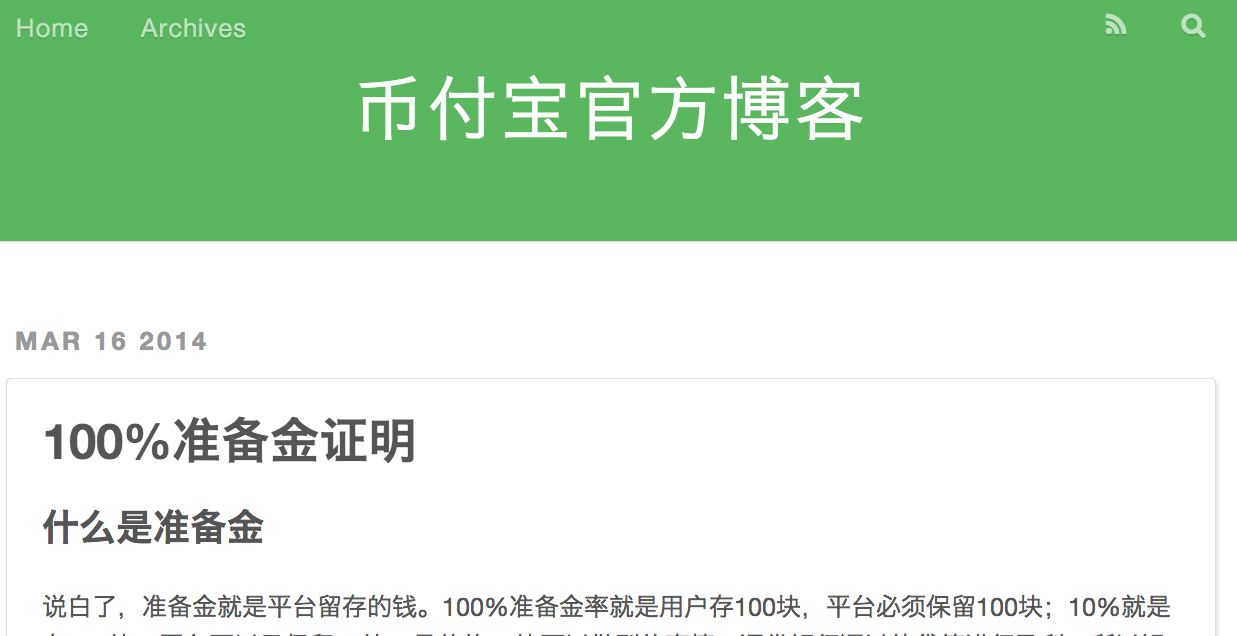 Home Archives
币付宝官方博客
MAR 16 2014
100%准备金证明
什么是准备金
说白了，准备金就是平台留存的钱。100%准备金率就是用户存100块，平台必须保留100块；10%就是